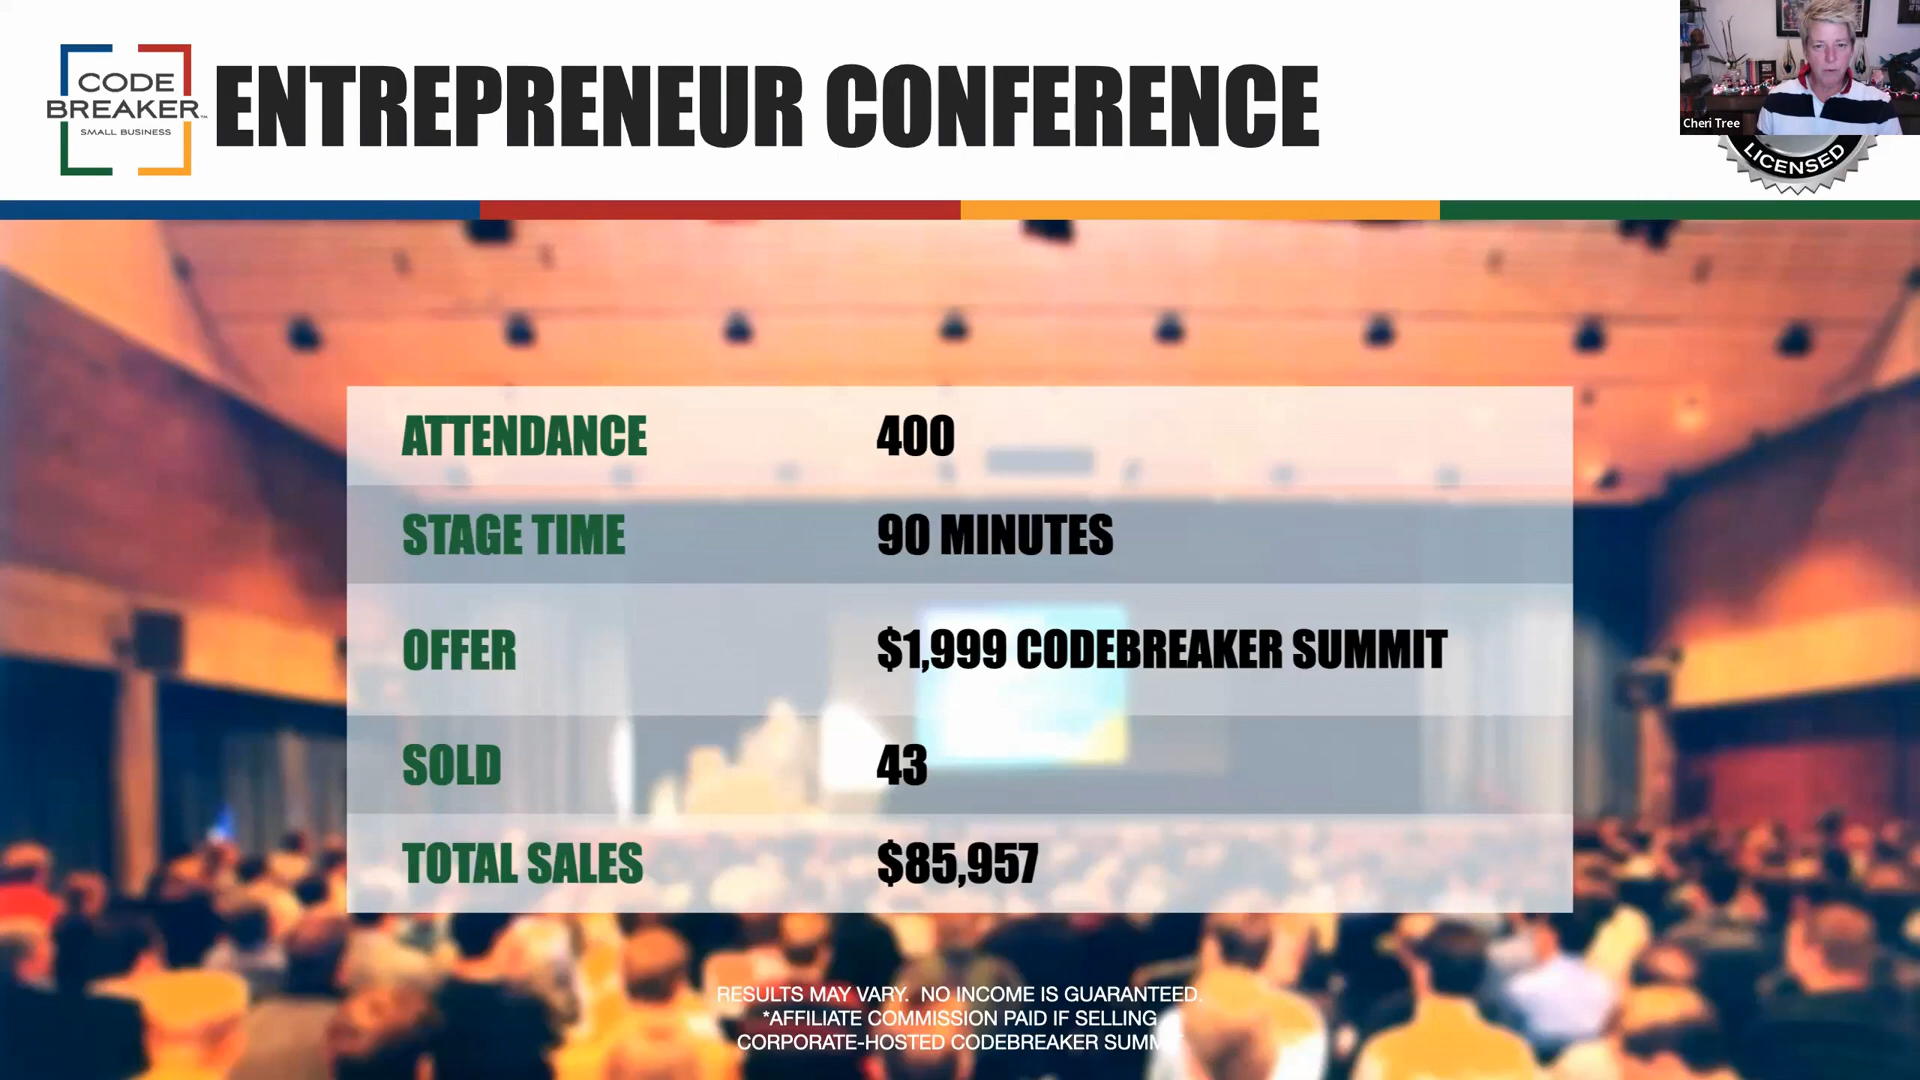 CODE
BREAKER™
SMALL BUSINESS
ENTREPRENEUR CONFERENCE
Cheri Tree
LICENSED
ATTENDANCE 400
STAGE TIME 90 MINUTES
OFFER $1,999 CODEBREAKER SUMMIT
SOLD 43
TOTAL SALES $85,957
RESULTS MAY VARY. NO INCOME IS GUARANTEED.
*AFFILIATE COMMISSION PAID IF SELLING
CORPORATE-HOSTED CODEBREAKER SUMMIT